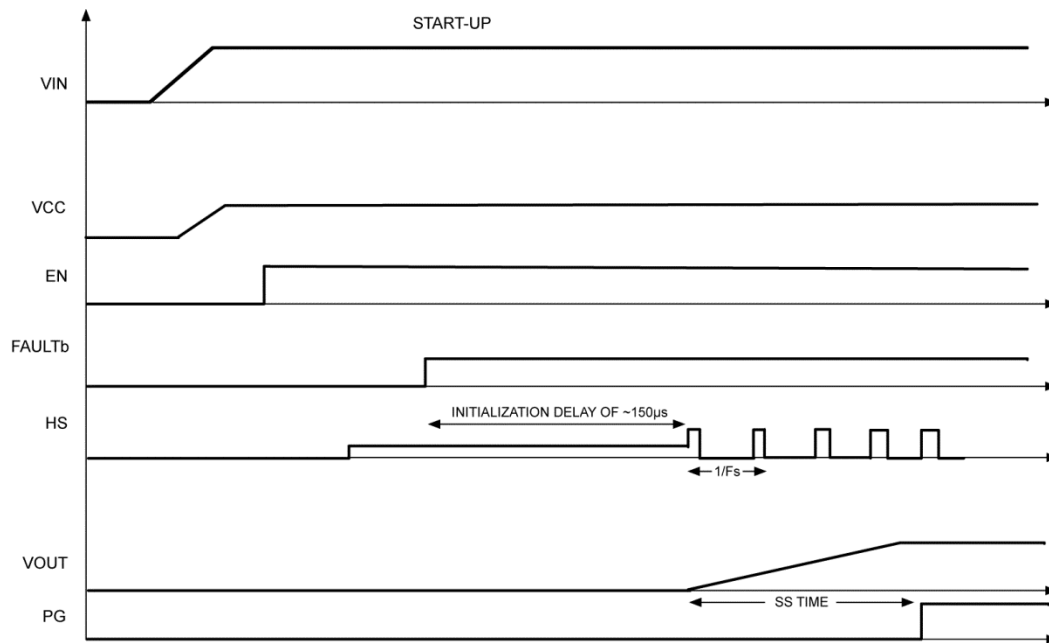 START-UP
VIN
VCC
EN
FAULTb
HS
INITIALIZATION DELAY OF ~150µs
1/Fs
VOUT
SS TIME
PG